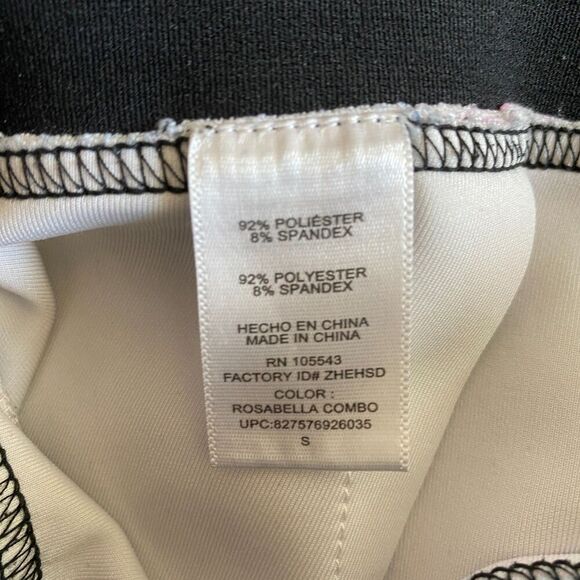 92% POLIÉSTER
8% SPANDEX
92% POLYESTER
8% SPANDEX
HECHO EN CHINA
MADE IN CHINA
RN 105543
FACTORY ID# ZHEHSD
COLOR :
ROSABELLA COMBO
UPC:827576926035
S